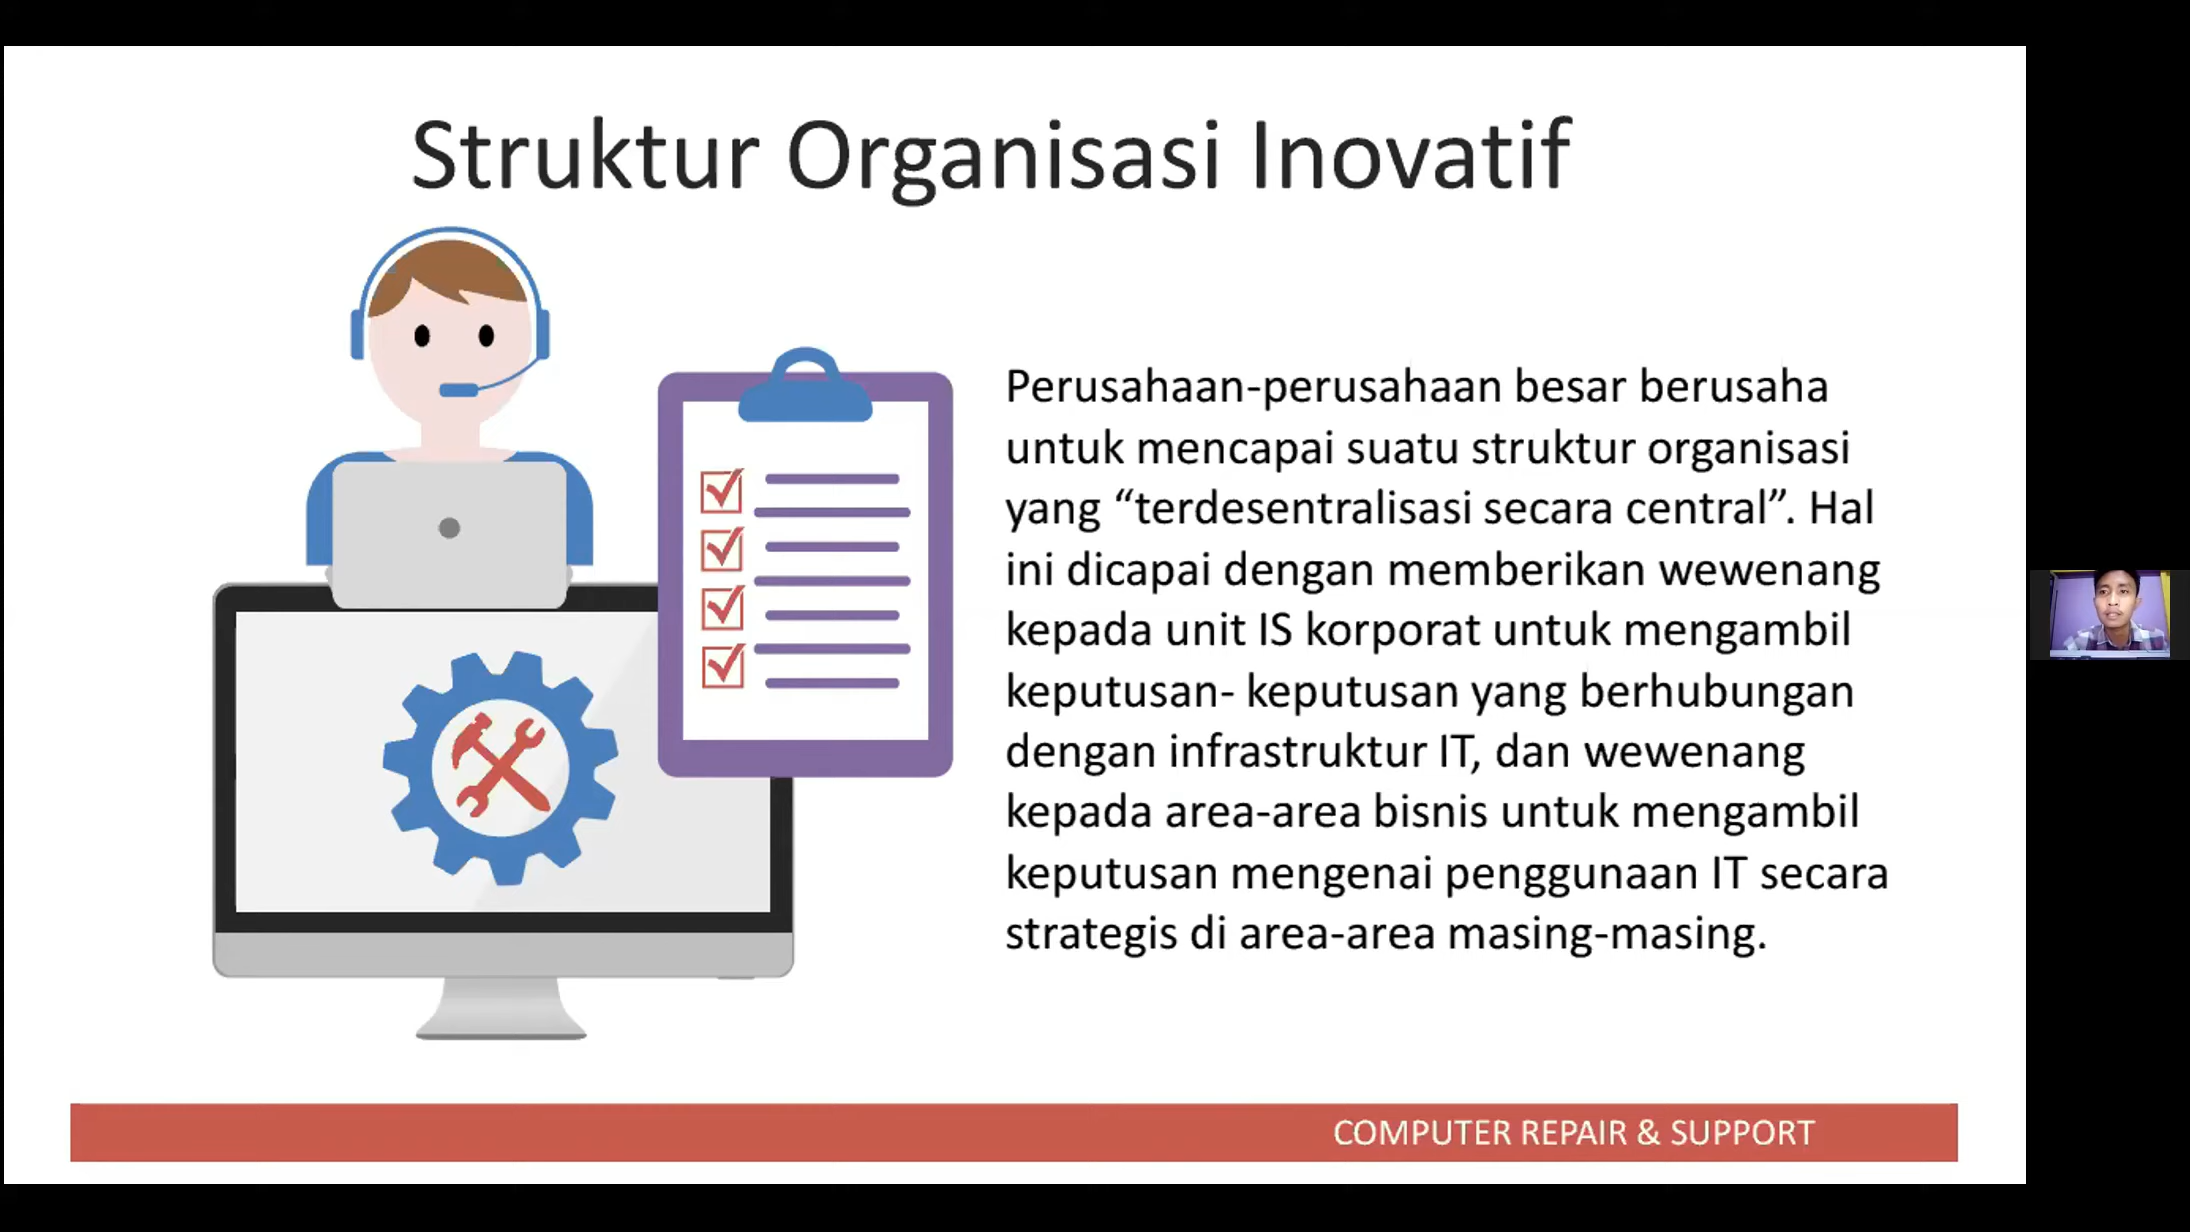 Struktur Organisasi Inovatif
Perusahaan-perusahaan besar berusaha
untuk mencapai suatu struktur organisasi
yang “terdesentralisasi secara central”. Hal
ini dicapai dengan memberikan wewenang
kepada unit IS korporat untuk mengambil
keputusan- keputusan yang berhubungan
dengan infrastruktur IT, dan wewenang
kepada area-area bisnis untuk mengambil
keputusan mengenai penggunaan IT secara
strategis di area-area masing-masing.
COMPUTER REPAIR & SUPPORT